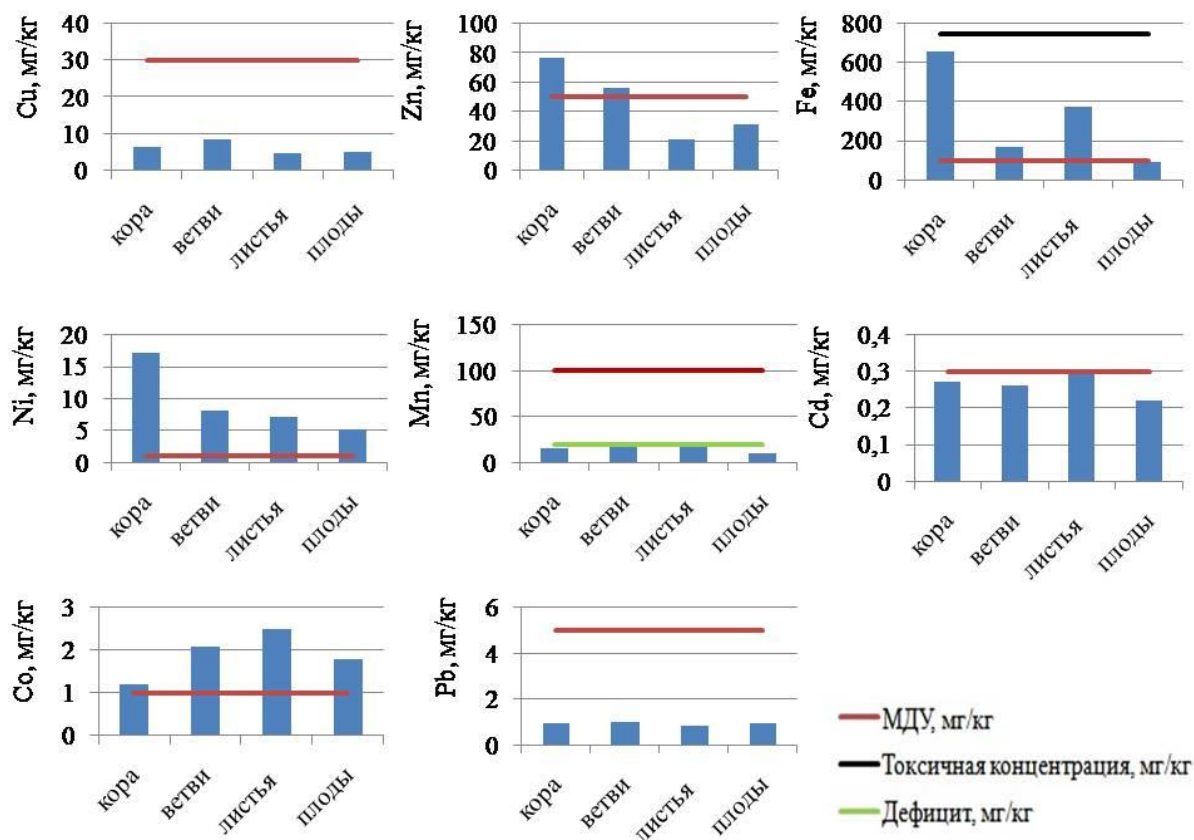 Cu, мг/кг
40
30
20
10
0
кора
ветви
листья
плоды
Zn, мг/кг
100
80
60
40
20
0
кора
ветви
листья
плоды
Fe, мг/кг
800
600
400
200
0
кора
ветви
листья
плоды
Ni, мг/кг
20
15
10
5
0
кора
ветви
листья
плоды
Mn, мг/кг
150
100
50
0
кора
ветви
листья
плоды
Cd, мг/кг
0,4
0,3
0,2
0,1
0
кора
ветви
листья
плоды
Co, мг/кг
3
2
1
0
кора
ветви
листья
плоды
Pb, мг/кг
6
4
2
0
кора
ветви
листья
плоды
МДУ, мг/кг
Токсичная концентрация, мг/кг
Дефицит, мг/кг